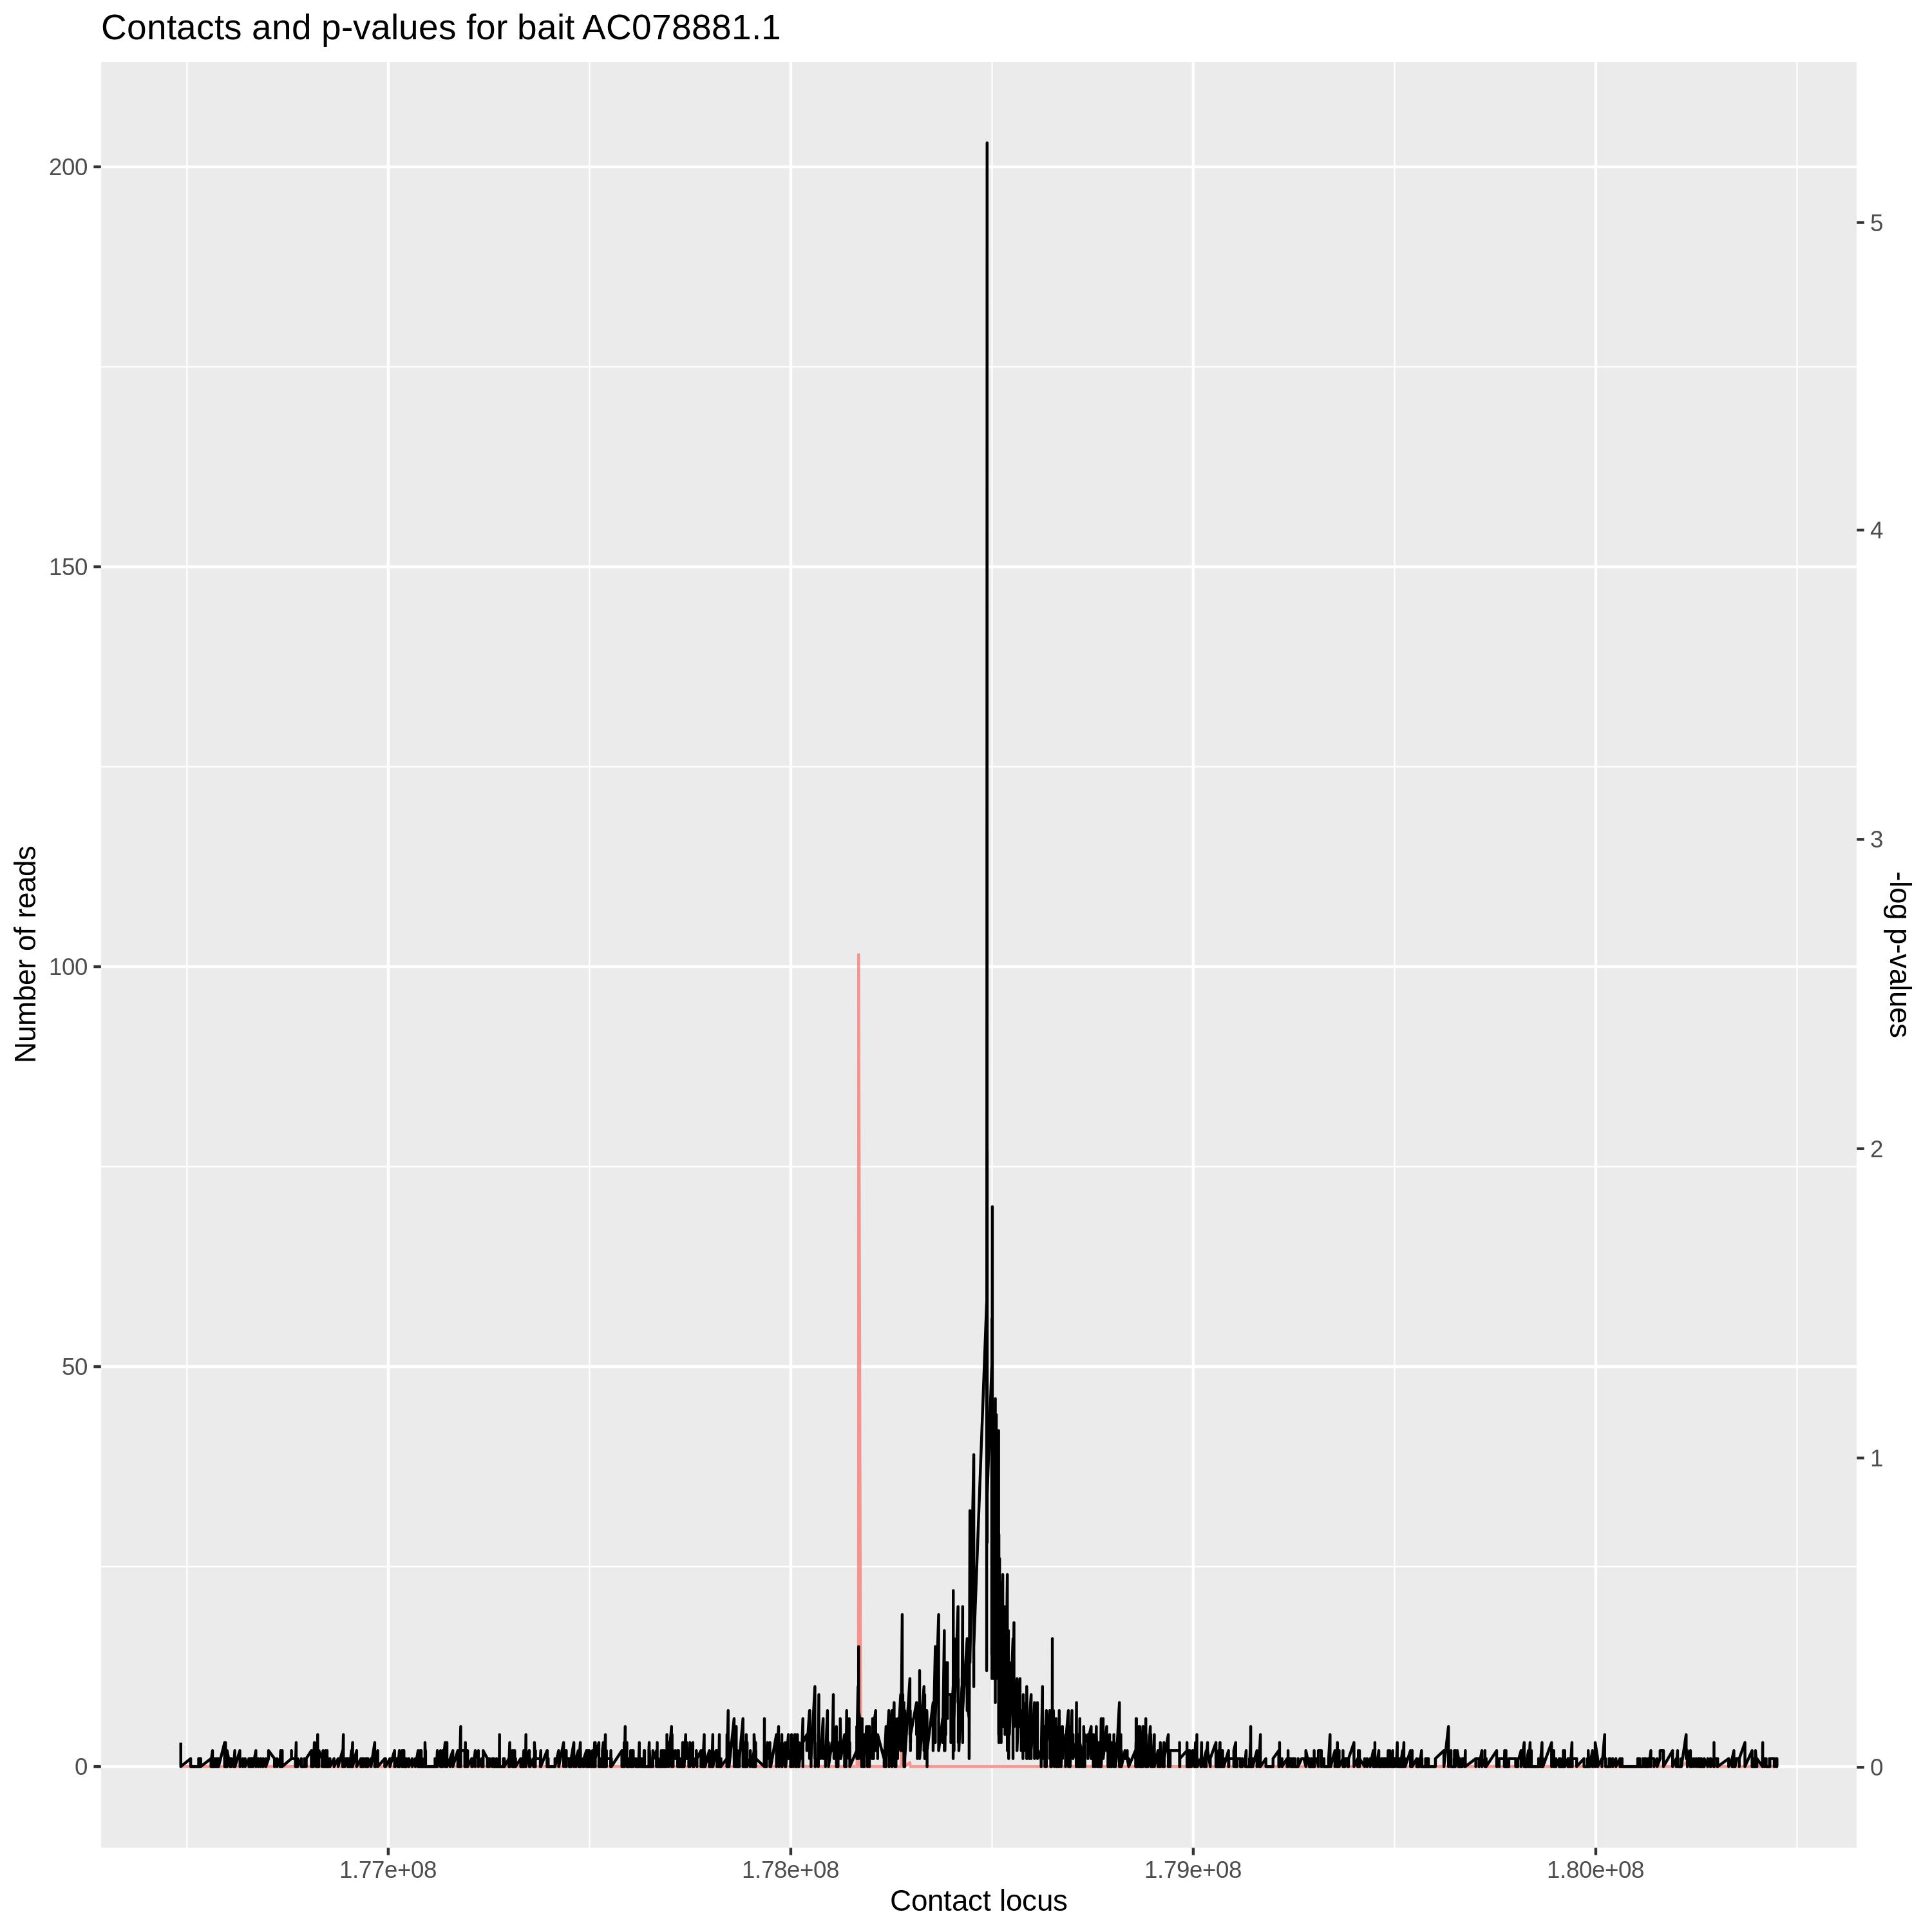 Contacts and p-values for bait AC078881.1
200
150
100
50
0
Number of reads
5
4
3
2
1
0
-log p-values
1.77e+08
1.78e+08
1.79e+08
1.80e+08
Contact locus